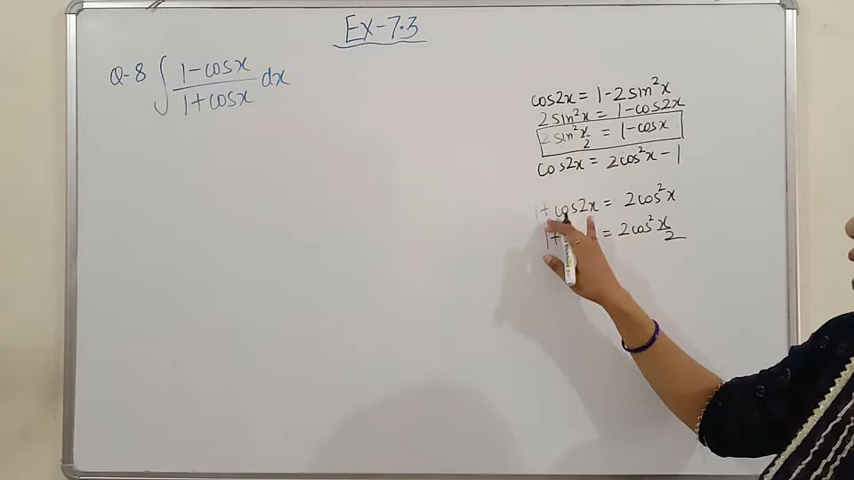 Ex-7.3
Q-8 ∫ (1-cosx)/(1+cosx) dx
cos2x = 1-2sin²x
2sin²x = 1-cos2x
2sin²x/2 = 1-cosx
cos2x = 2cos²x-1
1+cos2x = 2cos²x
1+ = 2cos²x/2